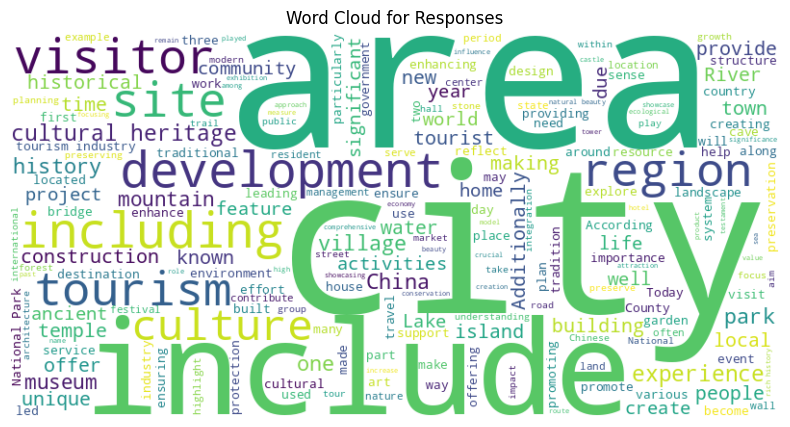 Word Cloud for Responses
example remain three played
visitor
modern
historical community
exhibition
growth
influence
period
within
castle
area
particularly
significant
government
enhancing
new
design
location
sense
due
provide
River
structure
country
town
planning
among
time
work
center
year
site
first
approach
public
measure
trail
stone
two
hall
state
natural beauty
showcase
ecological
providing
need
play
tower
creating
cave
significance
cultural heritage
world
tourist
tourism industry
preserving
traditional
resident
serve
reflect
around
resource
will
help
along
history
development
making
region
located
leading
management
ensure
may
home
explore
landscape
project
mountain
enhance
use
day
bridge
feature
comprehensive
economy
model
crucial
including
village
water
place
Additionally
integration
hotel
According
system
preservation
product
testament
international
construction
known
street
market
beauty
activities
take
plan
tradition
life
importance
sea
forest
past
destination
environment
house
showcasing
conservation
China
creation
road
attraction
well
Today
focus
value
tourism
role
high
effort
contribute
group
city
preserve
County
visit
aim
National Park
architecture
ancient
festival
built
travel
Lake
understanding
island
garden
often
park
name
temple
culture
many
support
building
Chinese
National
local
service
industry
ensuring
one
part
make
offering
promoting
event
rich history
offer
museum
highlight
protection
cultural
made
art
way
impact
land
promote
experience
unique
used
tour
nature
various
create
people
led
increase
include
route
become
wall